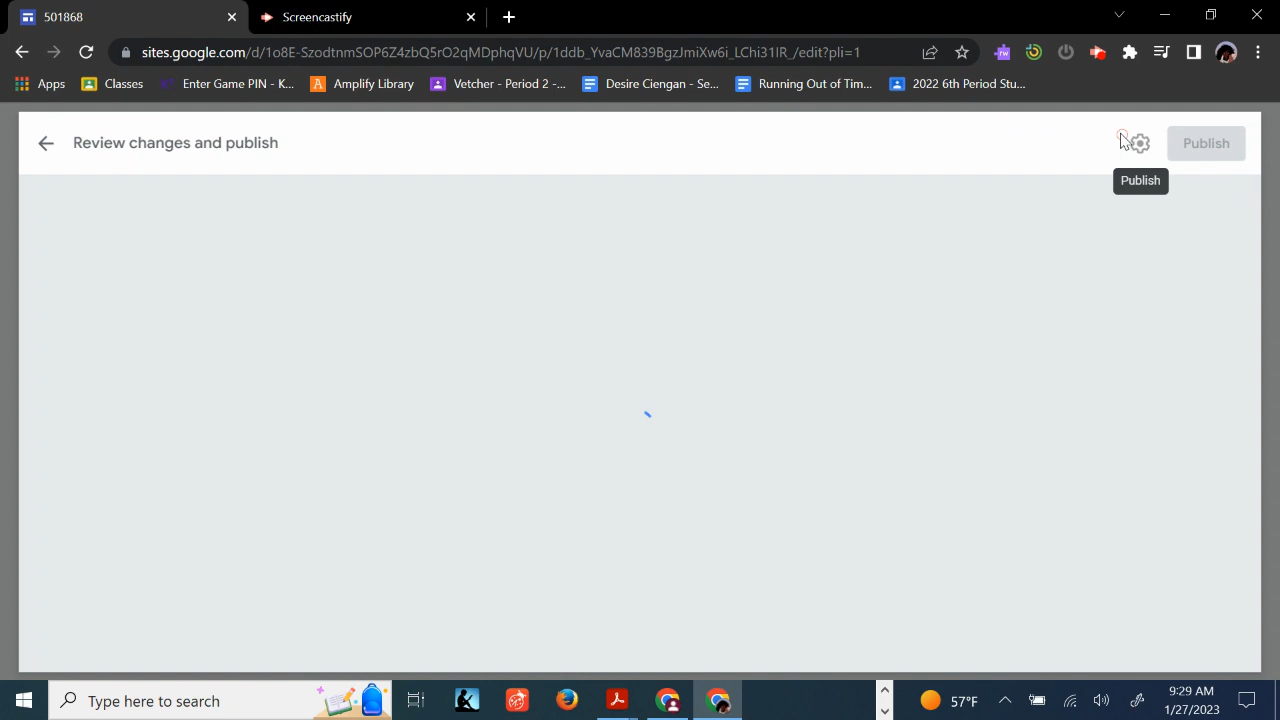 501868
Screencastify
sites.google.com/d/1o8E-SzodtnmSOP6Z4zbQ5rO2qMDphqVU/p/1ddb_YvaCM839BgzJmiXw6i_LChi31IR_/edit?pli=1
Apps
Classes
Enter Game PIN - K...
Amplify Library
Vetcher - Period 2 -...
Desire Ciengan - Se...
Running Out of Tim...
2022 6th Period Stu...
Review changes and publish
Publish
Publish
Type here to search
57°F
9:29 AM
1/27/2023